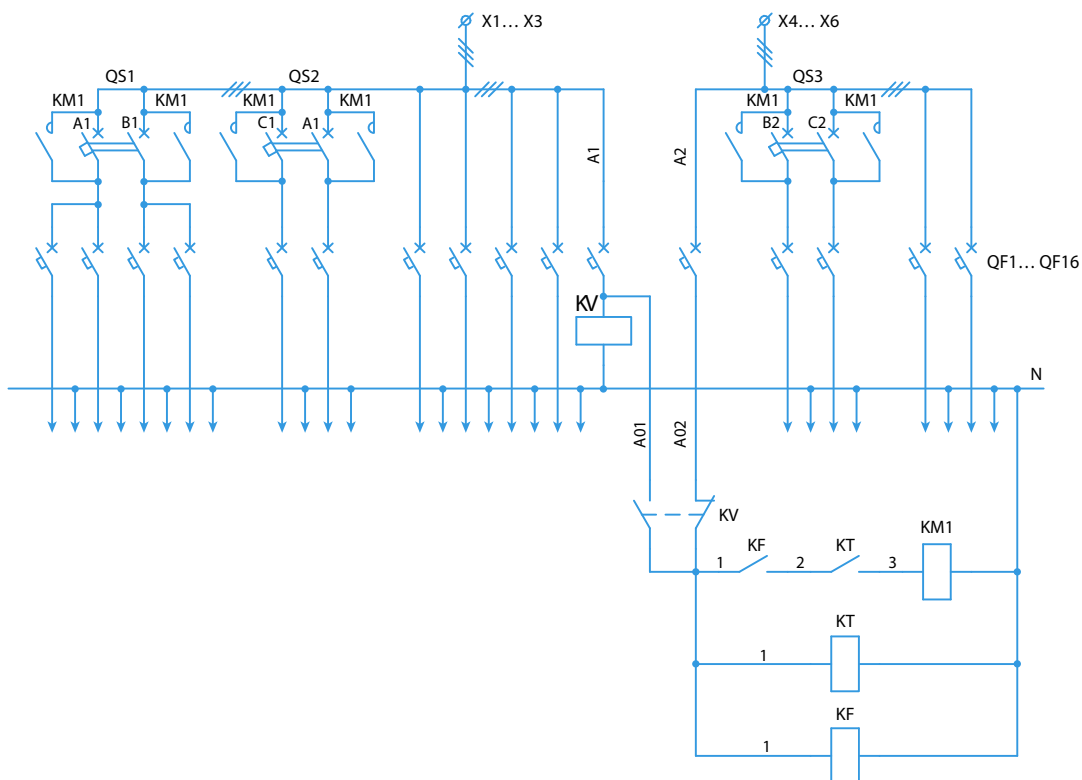 X1… X3
X4… X6
QS1
QS2
QS3
KM1
KM1
KM1
KM1
KM1
KM1
A1
B1
C1
A1
B2
C2
A1
A2
QF1… QF16
KV
N
A01
A02
KV
KF
KT
KM1
1
2
3
KT
1
KF
1